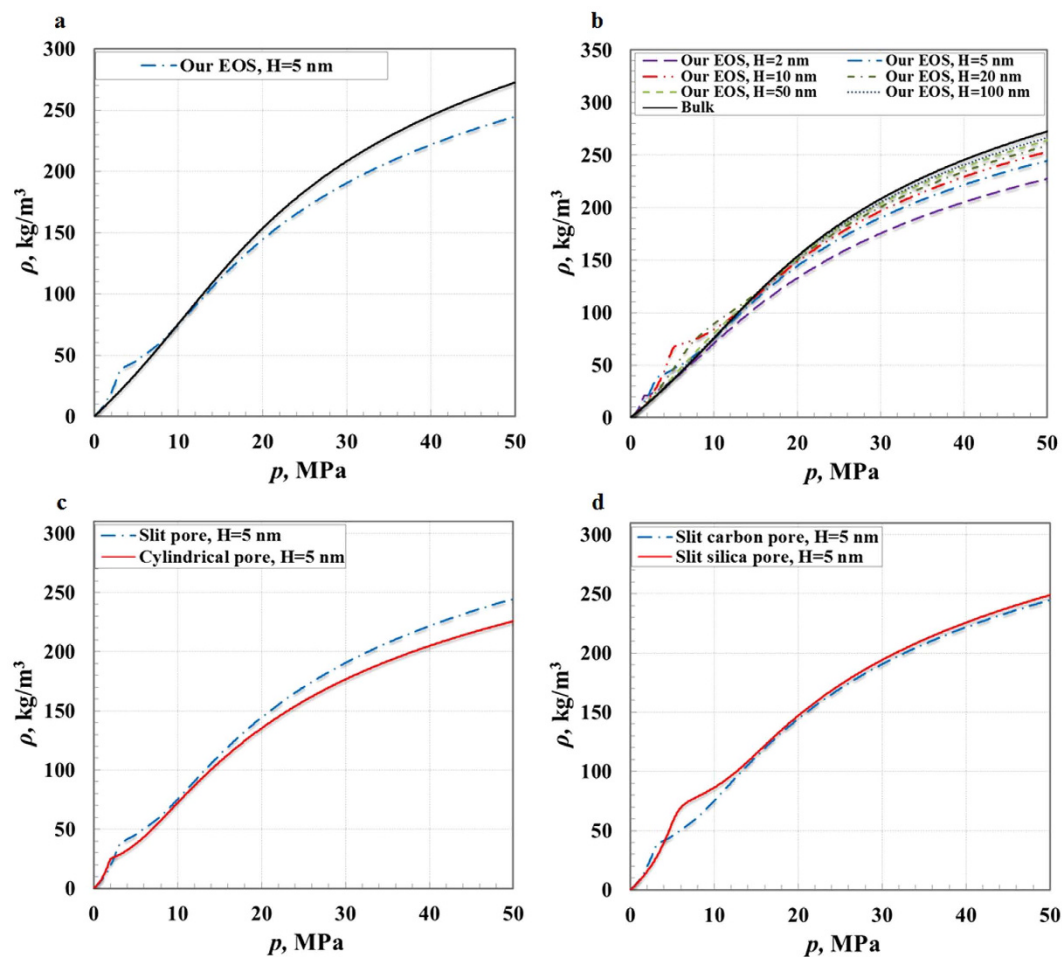 a
Our EOS, H=5 nm
300
250
200
150
100
50
0
ρ, kg/m³
0 10 20 30 40 50
p, MPa
b
Our EOS, H=2 nm Our EOS, H=5 nm
Our EOS, H=10 nm Our EOS, H=20 nm
Our EOS, H=50 nm Our EOS, H=100 nm
Bulk
350
300
250
200
150
100
50
0
ρ, kg/m³
0 10 20 30 40 50
p, MPa
c
Slit pore, H=5 nm
Cylindrical pore, H=5 nm
300
250
200
150
100
50
0
ρ, kg/m³
0 10 20 30 40 50
p, MPa
d
Slit carbon pore, H=5 nm
Slit silica pore, H=5 nm
300
250
200
150
100
50
0
ρ, kg/m³
0 10 20 30 40 50
p, MPa